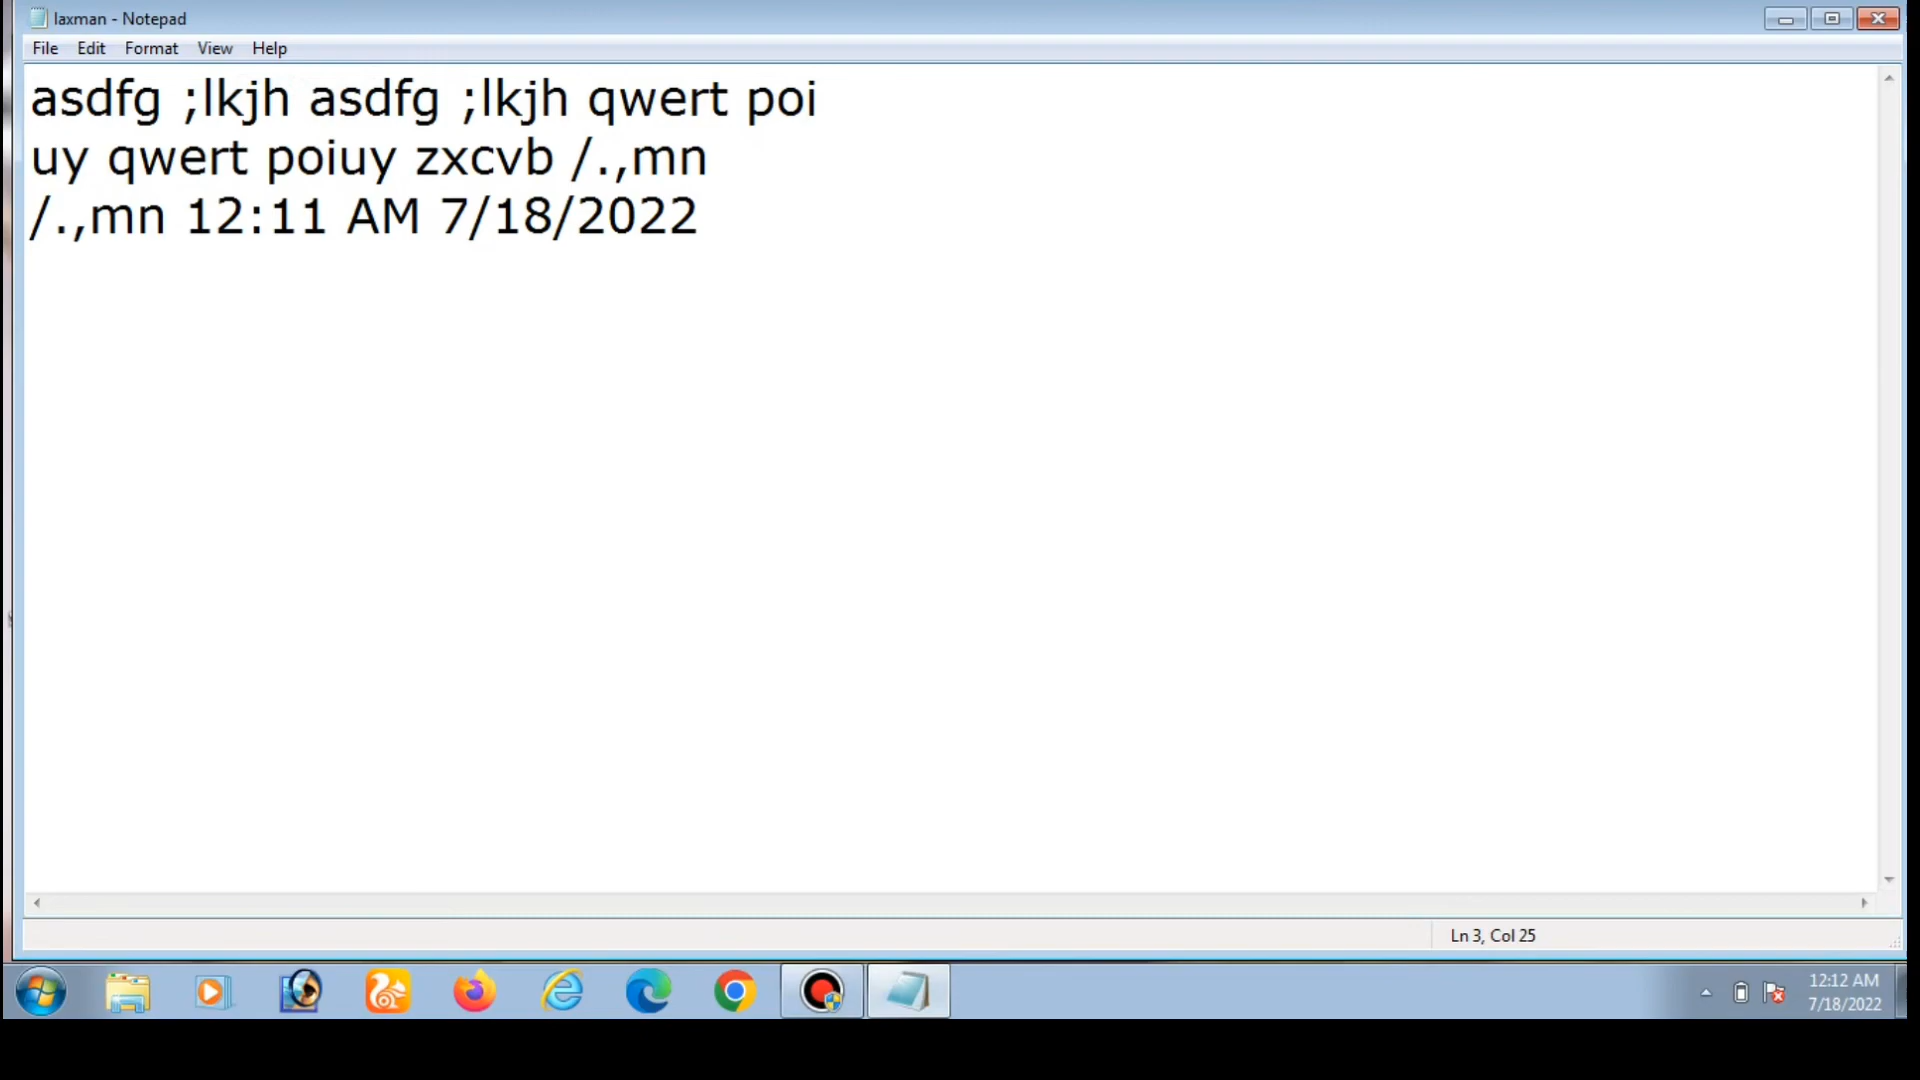 laxman - Notepad
File Edit Format View Help
asdfg ;lkjh asdfg ;lkjh qwert poi
uy qwert poiuy zxcvb /.,mn
/.,mn 12:11 AM 7/18/2022
Ln 3, Col 25
12:12 AM
7/18/2022